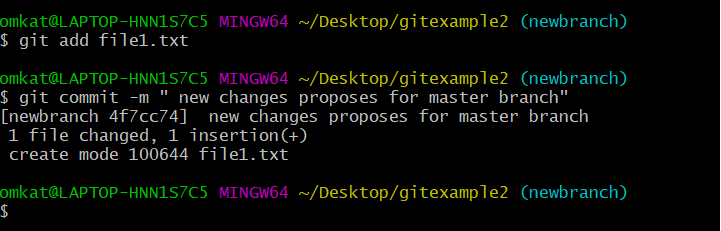 omkat@LAPTOP-HNN1S7C5 MINGW64 ~/Desktop/gitexample2 (newbranch)
$ git add file1.txt
omkat@LAPTOP-HNN1S7C5 MINGW64 ~/Desktop/gitexample2 (newbranch)
$ git commit -m " new changes proposes for master branch"
[newbranch 4f7cc74]  new changes proposes for master branch
 1 file changed, 1 insertion(+)
 create mode 100644 file1.txt
omkat@LAPTOP-HNN1S7C5 MINGW64 ~/Desktop/gitexample2 (newbranch)
$